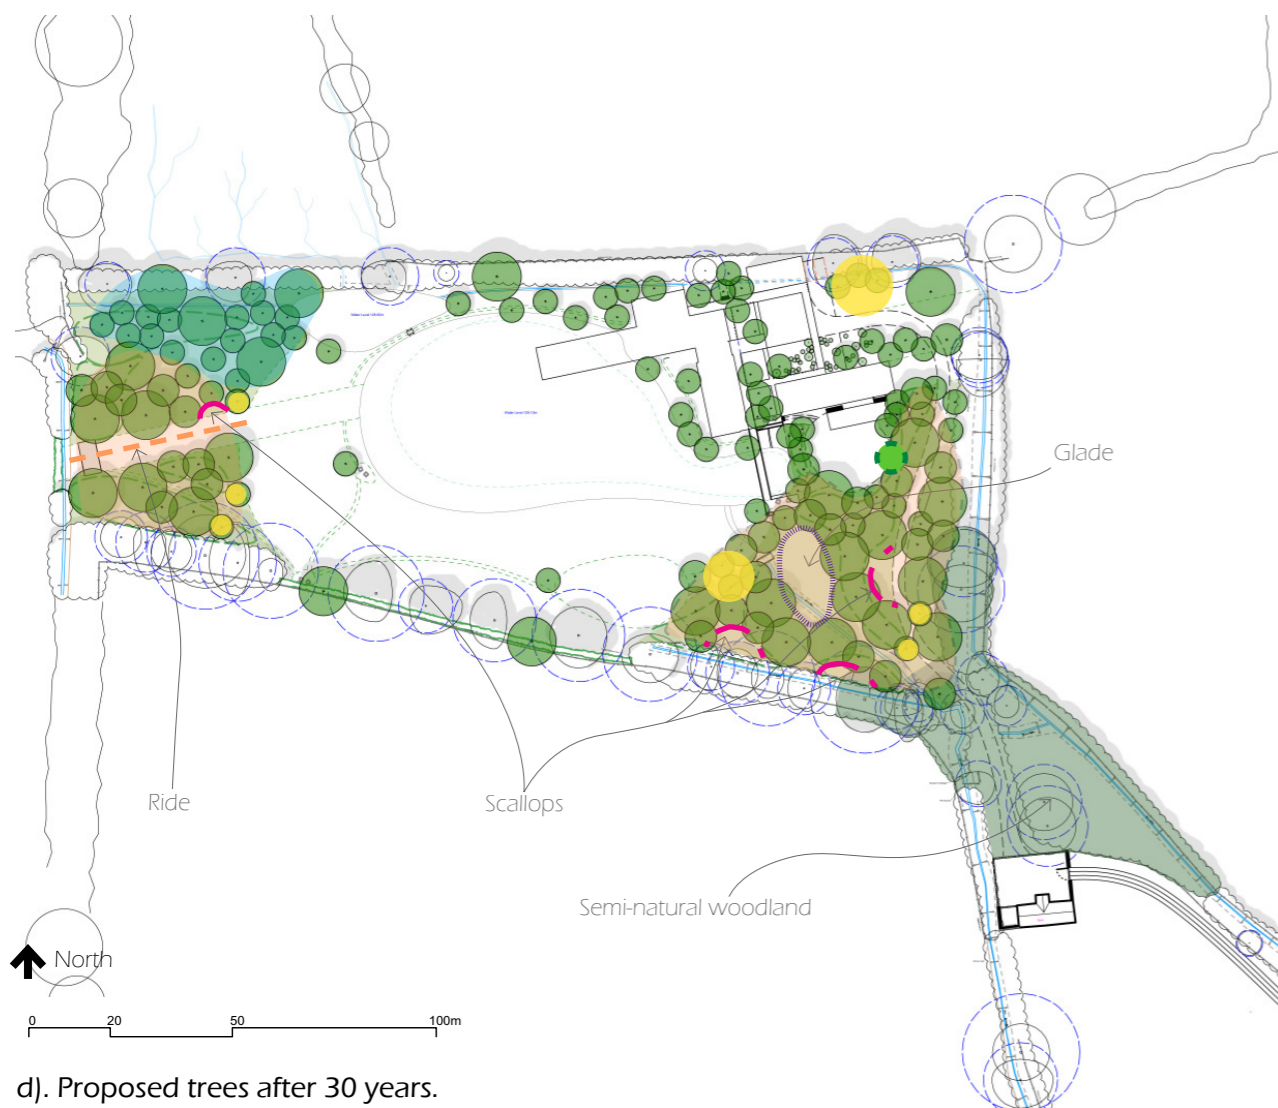 Glade
Ride
Scallops
Semi-natural woodland
North
0 20 50 100m
d). Proposed trees after 30 years.